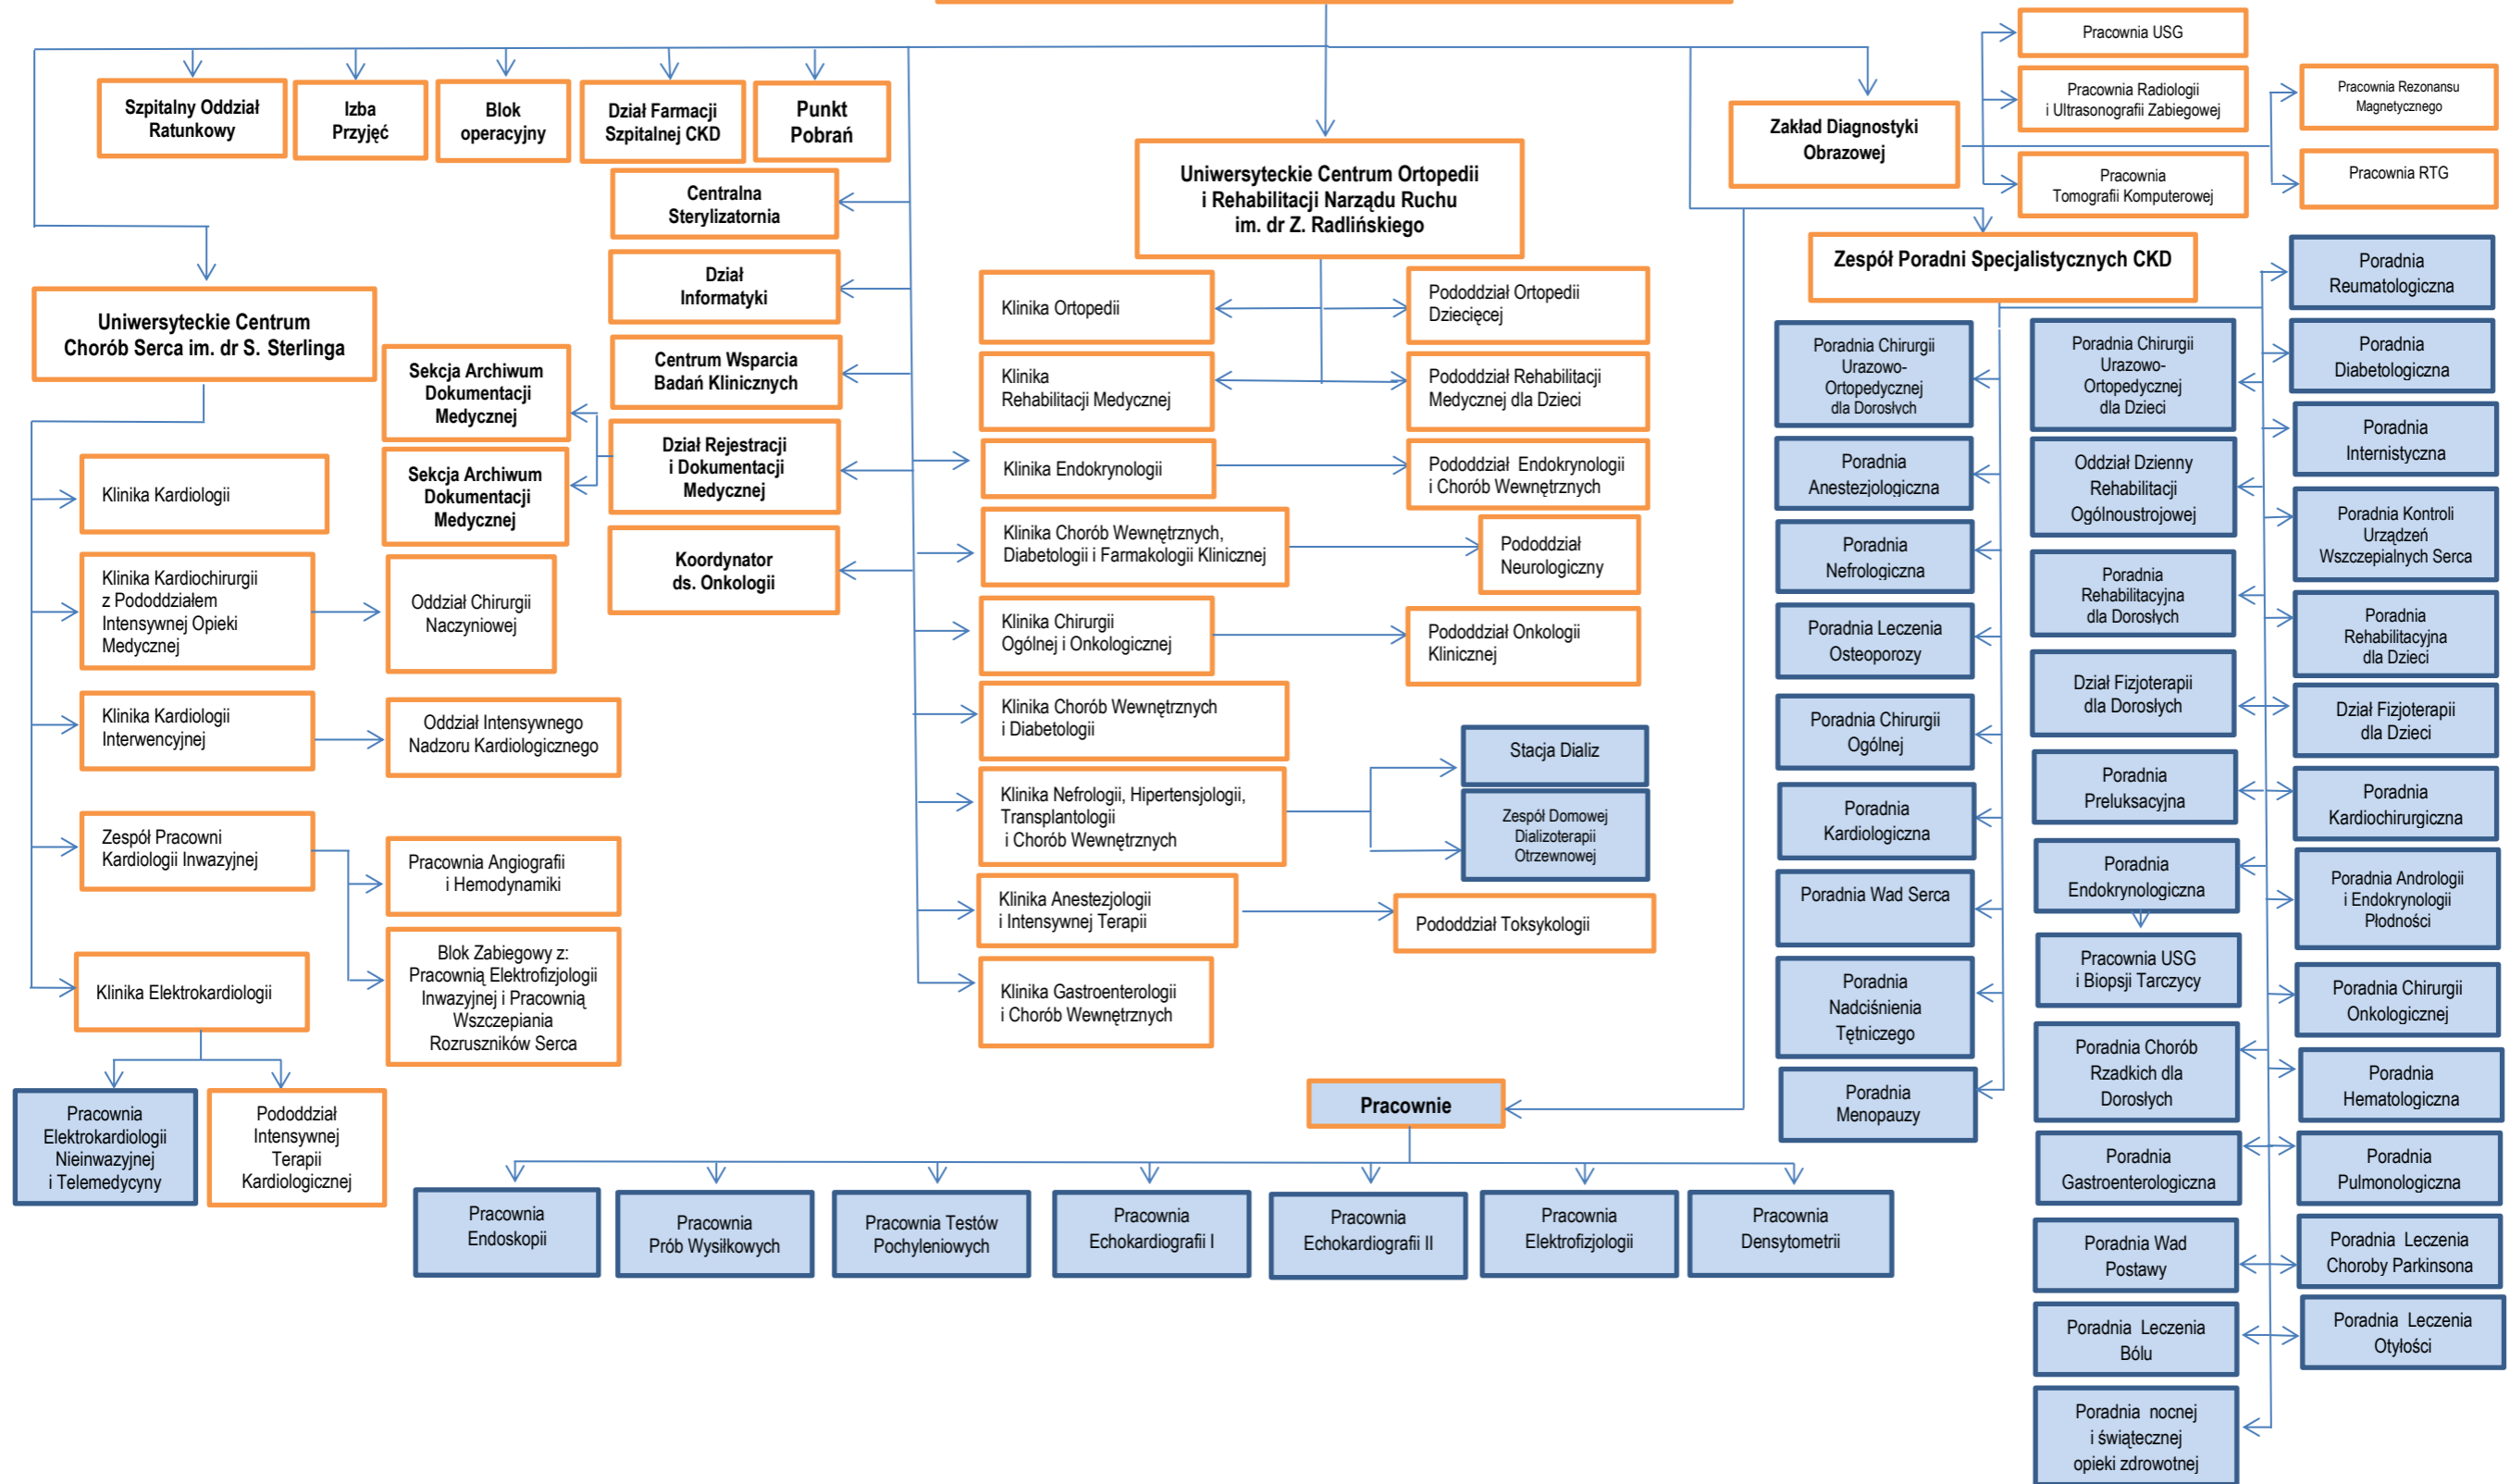 Szpitalny Oddział
Ratunkowy
Izba
Przyjęć
Blok
operacyjny
Dział Farmacji
Szpitalnej CKD
Punkt
Pobrań
Zakład Diagnostyki
Obrazowej
Pracownia USG
Pracownia Radiologii
i Ultrasonografii Zabiegowej
Pracownia
Tomografii Komputerowej
Pracownia Rezonansu
Magnetycznego
Pracownia RTG
Uniwersyteckie Centrum
Chorób Serca im. dr S. Sterlinga
Klinika Kardiologii
Klinika Kardiochirurgii
z Pododdziałem
Intensywnej Opieki
Medycznej
Oddział Chirurgii
Naczyniowej
Klinika Kardiologii
Interwencyjnej
Oddział Intensywnego
Nadzoru Kardiologicznego
Zespół Pracowni
Kardiologii Inwazyjnej
Pracownia Angiografii
i Hemodynamiki
Blok Zabiegowy z:
Pracownią Elektrofizjologii
Inwazyjnej i Pracownią
Wszczepiania
Rozruszników Serca
Klinika Elektrokardiologii
Pracownia
Elektrokardiologii
Nieinwazyjnej
i Telemedycyny
Pododdział
Intensywnej
Terapii
Kardiologicznej
Centralna
Sterylizatornia
Dział
Informatyki
Centrum Wsparcia
Badań Klinicznych
Dział Rejestracji
i Dokumentacji
Medycznej
Sekcja Archiwum
Dokumentacji
Medycznej
Sekcja Archiwum
Dokumentacji
Medycznej
Koordynator
ds. Onkologii
Uniwersyteckie Centrum Ortopedii
i Rehabilitacji Narządu Ruchu
im. dr Z. Radlińskiego
Klinika Ortopedii
Pododdział Ortopedii
Dziecięcej
Klinika
Rehabilitacji Medycznej
Pododdział Rehabilitacji
Medycznej dla Dzieci
Klinika Endokrynologii
Pododdział Endokrynologii
i Chorób Wewnętrznych
Klinika Chorób Wewnętrznych,
Diabetologii i Farmakologii Klinicznej
Pododdział
Neurologiczny
Klinika Chirurgii
Ogólnej i Onkologicznej
Pododdział Onkologii
Klinicznej
Klinika Chorób Wewnętrznych
i Diabetologii
Klinika Nefrologii, Hipertensjologii,
Transplantologii
i Chorób Wewnętrznych
Stacja Dializ
Zespół Domowej
Dializoterapii
Otrzewnowej
Klinika Anestezjologii
i Intensywnej Terapii
Pododdział Toksykologii
Klinika Gastroenterologii
i Chorób Wewnętrznych
Pracownie
Pracownia
Endoskopii
Pracownia
Prób Wysiłkowych
Pracownia Testów
Pochyleniowych
Pracownia
Echokardiografii I
Pracownia
Echokardiografii II
Pracownia
Elektrofizjologii
Pracownia
Densytometrii
Zespół Poradni Specjalistycznych CKD
Poradnia Chirurgii
Urazowo-
Ortopedycznej
dla Dorosłych
Poradnia
Anestezjologiczna
Poradnia
Nefrologiczna
Poradnia Leczenia
Osteoporozy
Poradnia Chirurgii
Ogólnej
Poradnia
Kardiologiczna
Poradnia Wad Serca
Poradnia
Nadciśnienia
Tętniczego
Poradnia
Menopauzy
Poradnia Chirurgii
Urazowo-
Ortopedycznej
dla Dzieci
Oddział Dzienny
Rehabilitacji
Ogólnoustrojowej
Poradnia
Rehabilitacyjna
dla Dorosłych
Dział Fizjoterapii
dla Dorosłych
Poradnia
Preluksacyjna
Poradnia
Endokrynologiczna
Pracownia USG
i Biopsji Tarczycy
Poradnia Chorób
Rzadkich dla
Dorosłych
Poradnia
Gastroenterologiczna
Poradnia Wad
Postawy
Poradnia Leczenia
Bólu
Poradnia nocnej
i świątecznej
opieki zdrowotnej
Poradnia
Reumatologiczna
Poradnia
Diabetologiczna
Poradnia
Internistyczna
Poradnia Kontroli
Urządzeń
Wszczepialnych Serca
Poradnia
Rehabilitacyjna
dla Dzieci
Dział Fizjoterapii
dla Dzieci
Poradnia
Kardiochirurgiczna
Poradnia Andrologii
i Endokrynologii
Płodności
Poradnia Chirurgii
Onkologicznej
Poradnia
Hematologiczna
Poradnia
Pulmonologiczna
Poradnia Leczenia
Choroby Parkinsona
Poradnia Leczenia
Otyłości